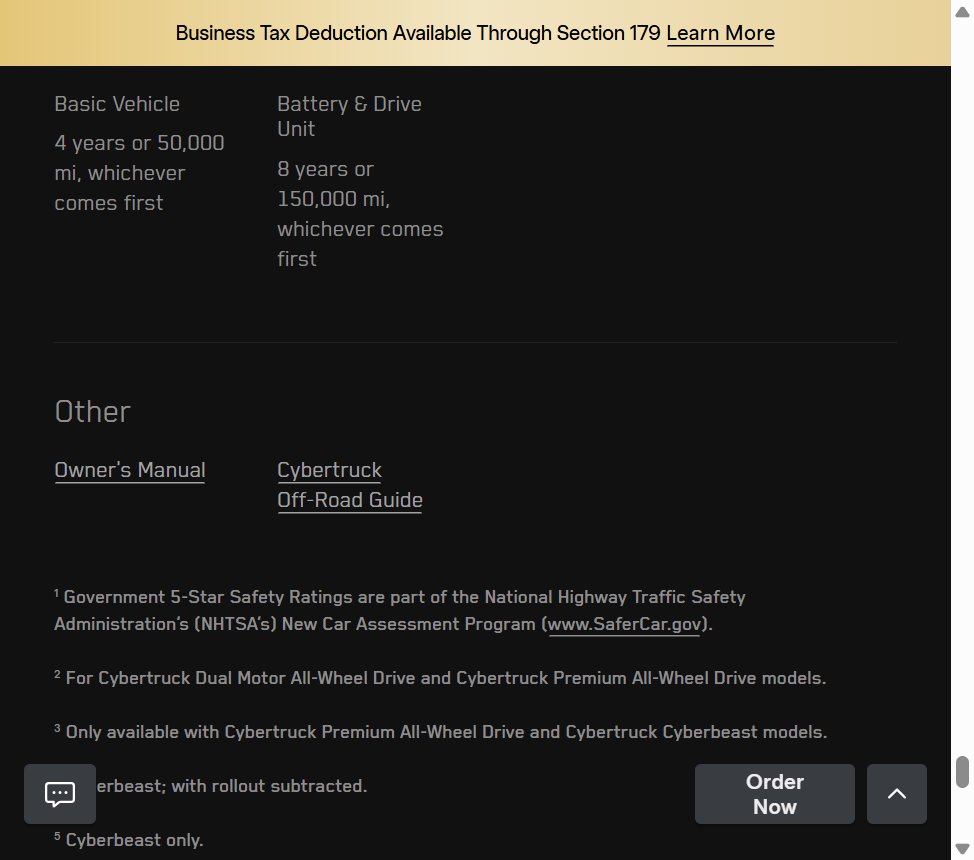 Business Tax Deduction Available Through Section 179 Learn More
Basic Vehicle
4 years or 50,000
mi, whichever
comes first
Battery & Drive
Unit
8 years or
150,000 mi,
whichever comes
first
Other
Owner's Manual
Cybertruck
Off-Road Guide
¹ Government 5-Star Safety Ratings are part of the National Highway Traffic Safety
Administration’s (NHTSA’s) New Car Assessment Program (www.SaferCar.gov).
² For Cybertruck Dual Motor All-Wheel Drive and Cybertruck Premium All-Wheel Drive models.
³ Only available with Cybertruck Premium All-Wheel Drive and Cybertruck Cyberbeast models.
erbeast; with rollout subtracted.
Order
Now
⁵ Cyberbeast only.